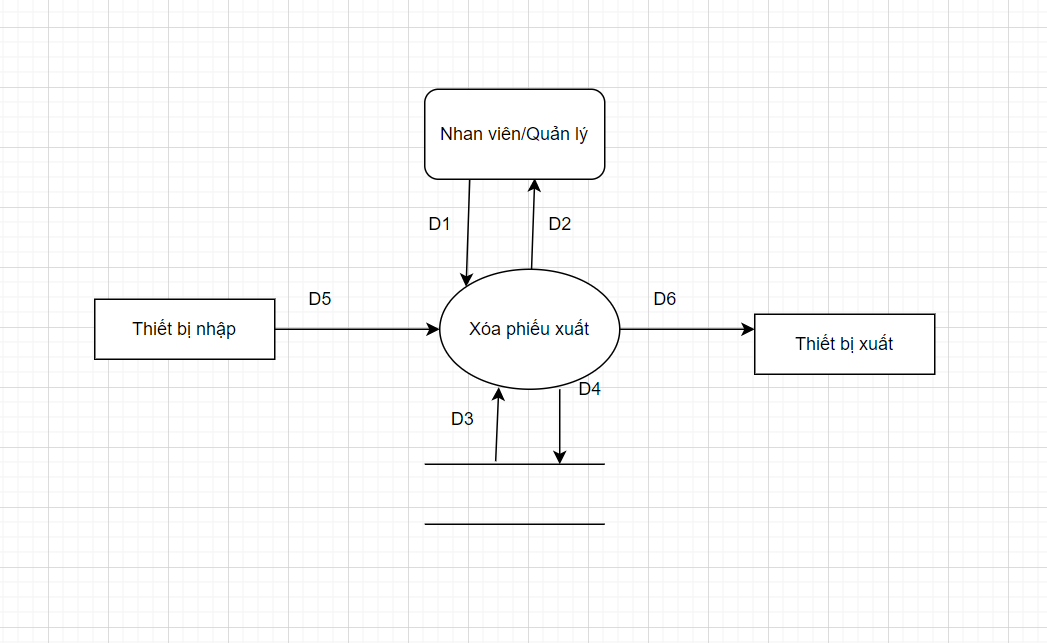 Nhan viên/Quản lý
D1
D2
D5
D6
Thiết bị nhập
Xóa phiếu xuất
Thiết bị xuất
D4
D3